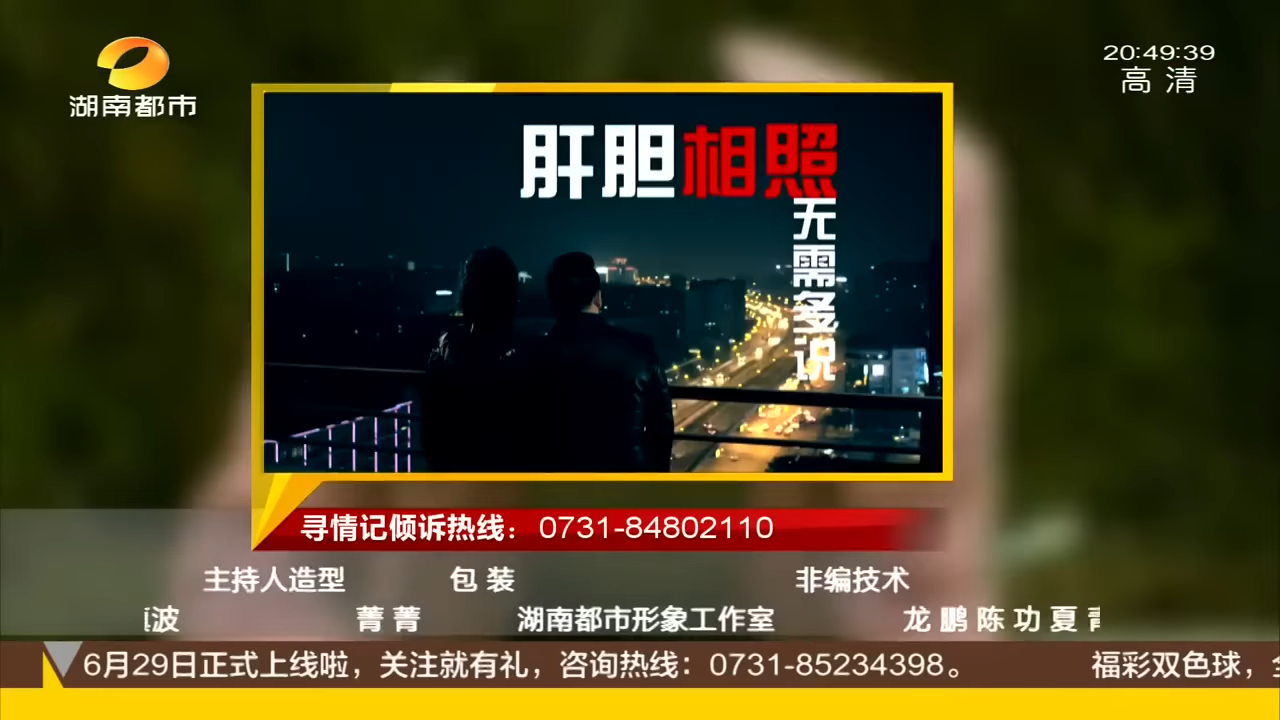 20:49:39
高清
湖南都市
肝胆相照
无需多说
寻情记倾诉热线：0731-84802110
主持人造型 包装 非编技术
波 菁菁 湖南都市形象工作室 龙鹏陈功夏
6月29日正式上线啦，关注就有礼，咨询热线：0731-85234398。 福彩双色球，